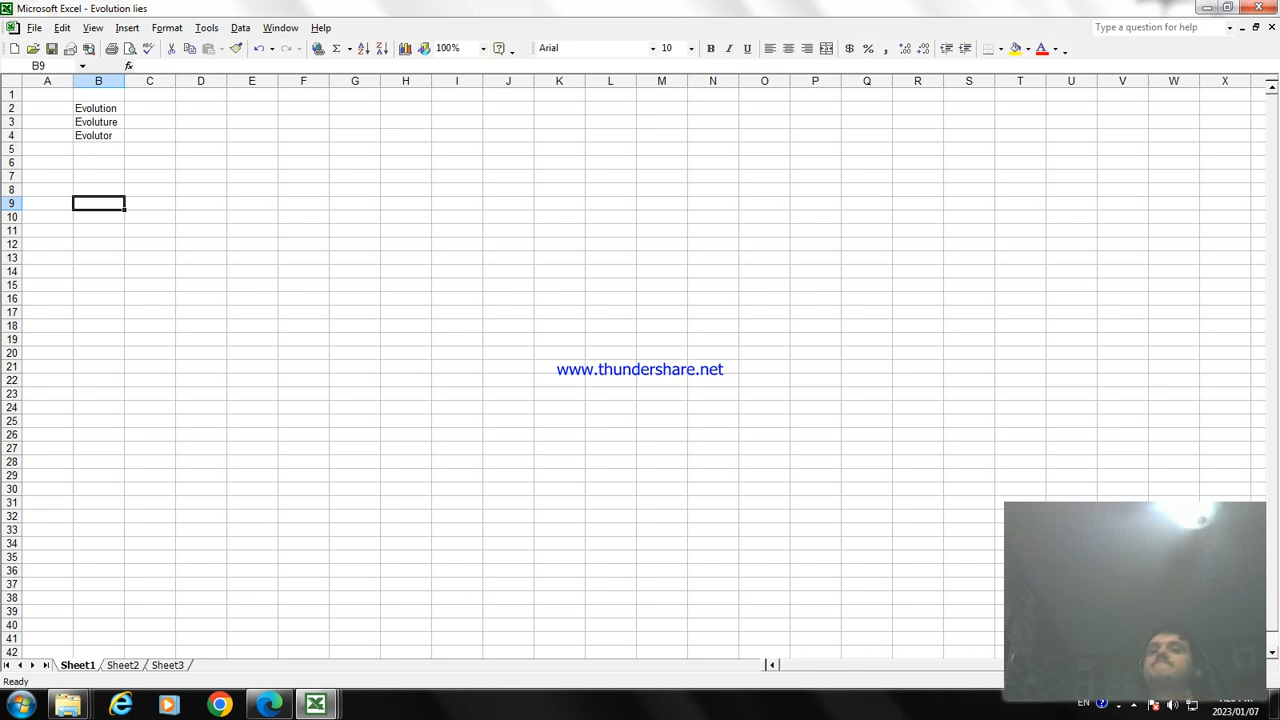 Microsoft Excel - Evolution lies
File Edit View Insert Format Tools Data Window Help
Type a question for help
100%
Arial
10
B I U
$ % ,
B9
fx
A B C D E F G H I J K L M N O P Q R S T U V W X
1
2 Evolution
3 Evoluture
4 Evolutor
5
6
7
8
9
10
11
12
13
14
15
16
17
18
19
20
21
www.thundershare.net
22
23
24
25
26
27
28
29
30
31
32
33
34
35
36
37
38
39
40
41
42
Sheet1 Sheet2 Sheet3
Ready
EN
2023/01/07